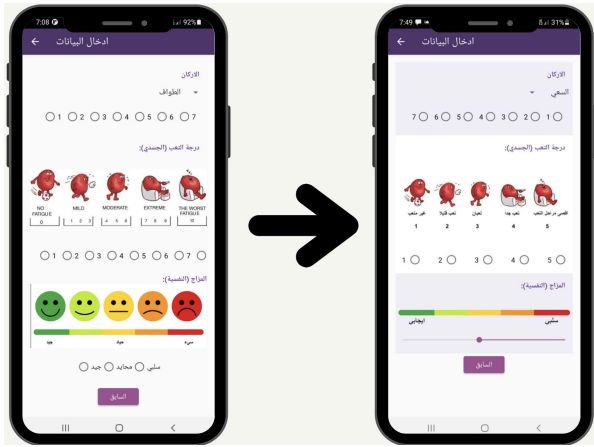 7:08
92%
ادخال البيانات
الاركان
الطواف
1 2 3 4 5 6 7
درجة التعب (الجسدي):
NO FATIGUE MILD MODERATE EXTREME THE WORST FATIGUE
0 1 2 3 4 5 6 7 8 9 10
0 1 2 3 4 5 6 7
المزاج (النفسية):
جيد جيد سيء
سلبي محايد جيد
السابق
7:49
31%
ادخال البيانات
الاركان
السعي
7 6 5 4 3 2 1
درجة التعب (الجسدي):
غير متعب تعب قليلا تعبان تعب جدا اقصى مراحل التعب
1 2 3 4 5
1 2 3 4 5
المزاج (النفسية):
ايجابي سلبي
السابق